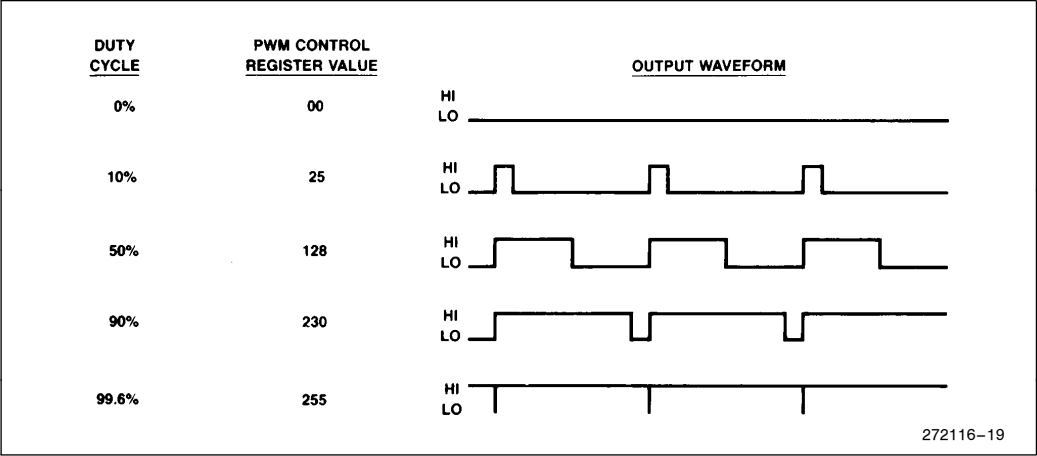 DUTY CYCLE
PWM CONTROL REGISTER VALUE
OUTPUT WAVEFORM
0% 00 HI LO
10% 25 HI LO
50% 128 HI LO
90% 230 HI LO
99.6% 255 HI LO
272116–19